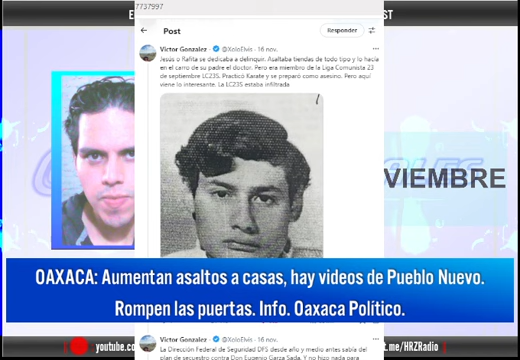 7737997
Post
Responder
Victor Gonzalez @XoloElvis · 16 nov.
Jesús o Rafita se dedicaba a delinquir. Asaltaba tiendas de todo tipo y lo hacía
en el carro de su padre el doctor. Pero era miembro de la Liga Comunista 23
de septiembre LC23S. Practicó Karate y se preparó como asesino. Pero aquí
viene lo interesante. La LC23S estaba infiltrada
VIEMBRE
OAXACA: Aumentan asaltos a casas, hay videos de Pueblo Nuevo.
Rompen las puertas. Info. Oaxaca Político.
Victor Gonzalez @XoloElvis · 16 nov.
La Dirección Federal de Seguridad DFS desde año y medio antes sabía del
plan de secuestro contra Don Eugenio Garza Sada. Y no hizo nada para
youtube.co
t.me/HRZRadio